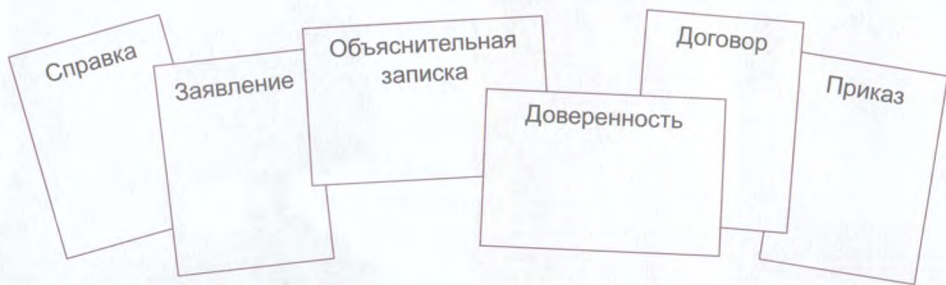 Справка
Заявление
Объяснительная
записка
Доверенность
Договор
Приказ